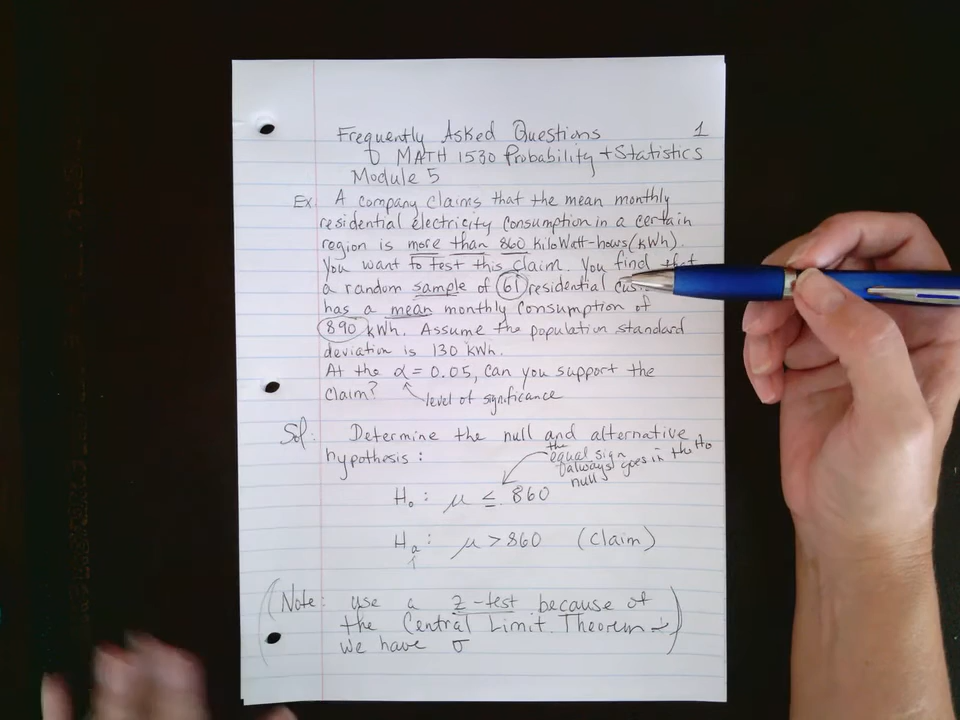 Frequently Asked Questions 1
MATH 1530 Probability + Statistics
Module 5
Ex. A company claims that the mean monthly
residential electricity consumption in a certain
region is more than 860 kiloWatt-hours (kWh).
You want to test this claim. You find that
a random sample of 61 residential
has a mean monthly consumption of
890 kWh. Assume the population standard
deviation is 130 kWh.
At the α = 0.05, can you support the
claim? level of significance
Sol: Determine the null and alternative
hypothesis:
the
equal sign
(always) goes in the H₀
null
H₀: μ ≤ 860
Hₐ: μ > 860 (Claim)
(Note: use a z-test because of
the Central Limit Theorem &
we have σ)